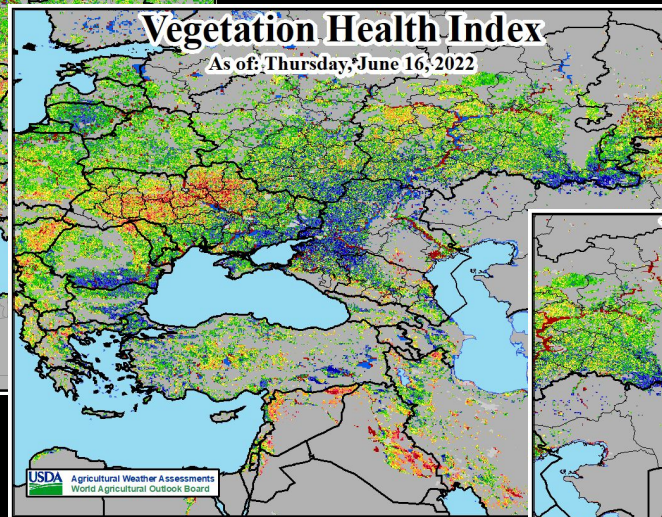 Vegetation Health Index
As of: Thursday, June 16, 2022
USDA
Agricultural Weather Assessments
World Agricultural Outlook Board